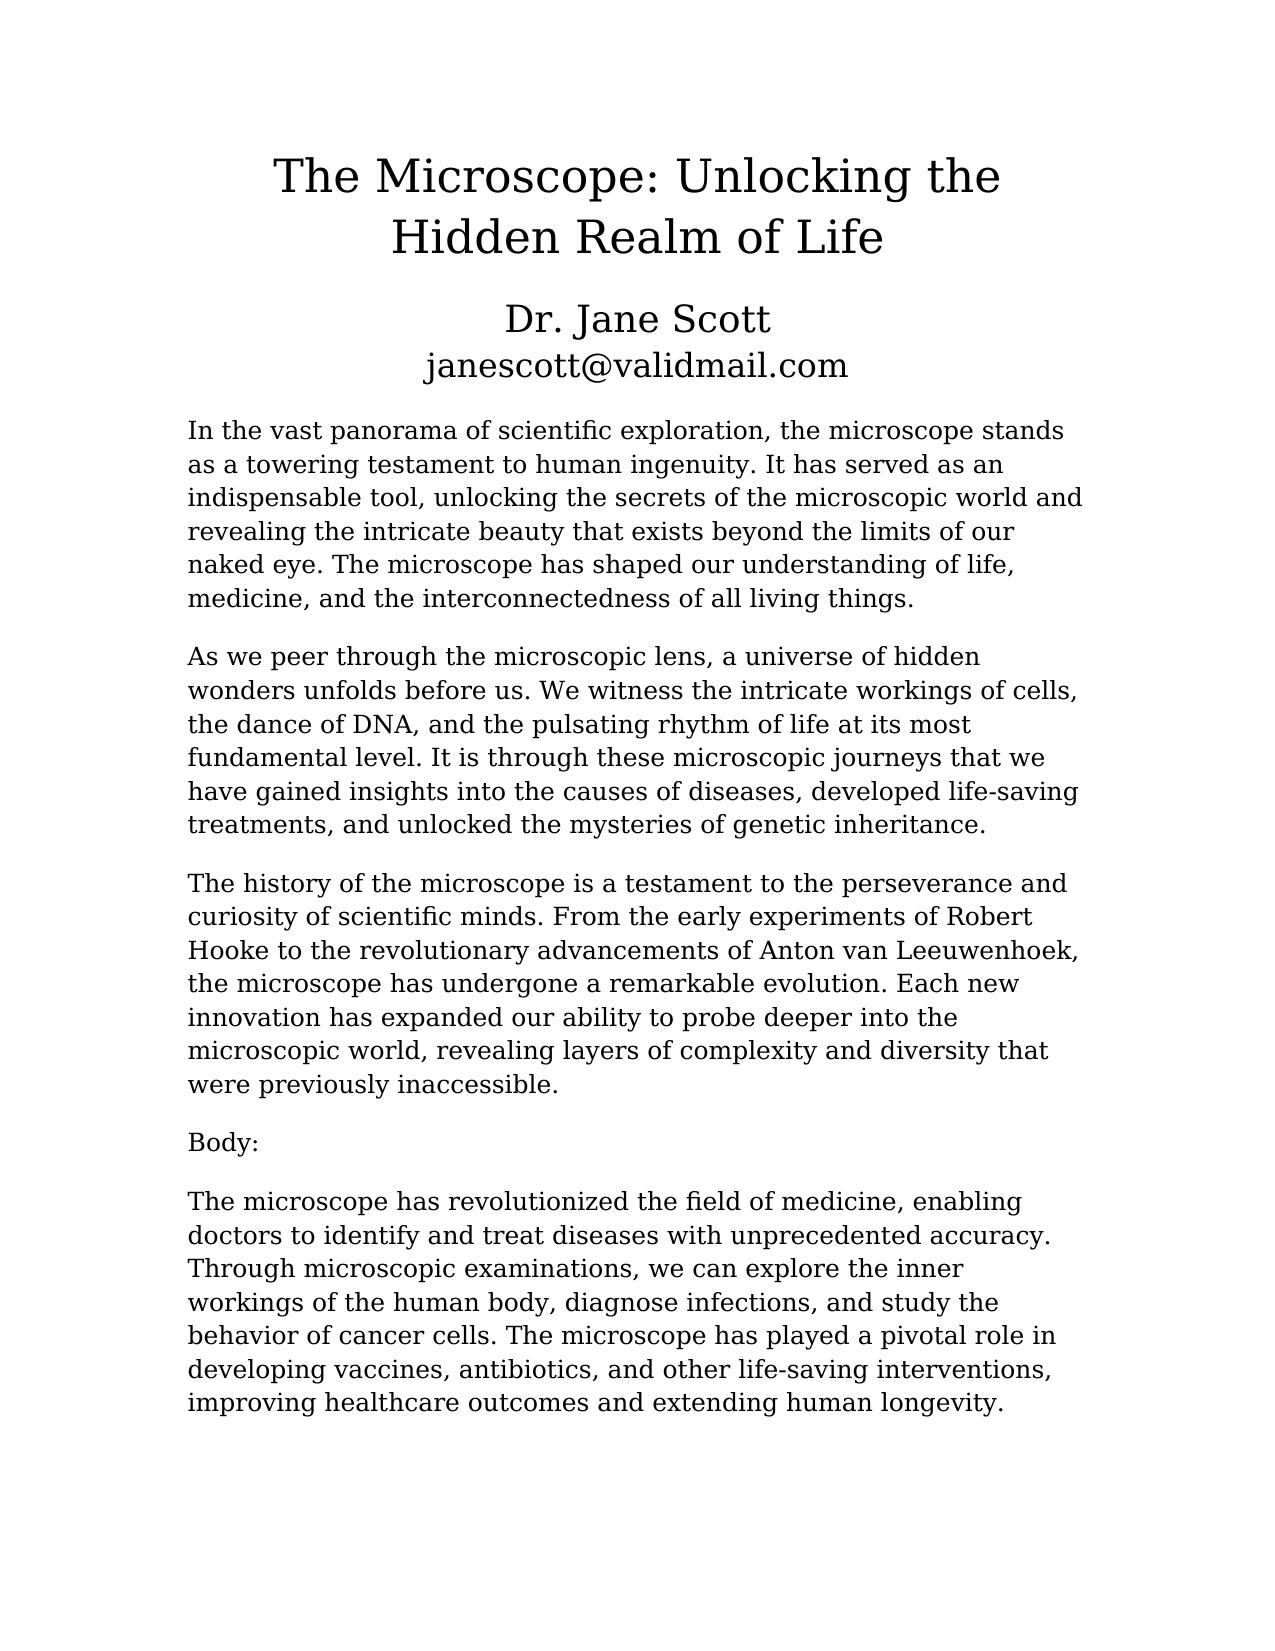 The Microscope: Unlocking the
Hidden Realm of Life
Dr. Jane Scott
janescott@validmail.com
In the vast panorama of scientific exploration, the microscope stands
as a towering testament to human ingenuity. It has served as an
indispensable tool, unlocking the secrets of the microscopic world and
revealing the intricate beauty that exists beyond the limits of our
naked eye. The microscope has shaped our understanding of life,
medicine, and the interconnectedness of all living things.
As we peer through the microscopic lens, a universe of hidden
wonders unfolds before us. We witness the intricate workings of cells,
the dance of DNA, and the pulsating rhythm of life at its most
fundamental level. It is through these microscopic journeys that we
have gained insights into the causes of diseases, developed life-saving
treatments, and unlocked the mysteries of genetic inheritance.
The history of the microscope is a testament to the perseverance and
curiosity of scientific minds. From the early experiments of Robert
Hooke to the revolutionary advancements of Anton van Leeuwenhoek,
the microscope has undergone a remarkable evolution. Each new
innovation has expanded our ability to probe deeper into the
microscopic world, revealing layers of complexity and diversity that
were previously inaccessible.
Body:
The microscope has revolutionized the field of medicine, enabling
doctors to identify and treat diseases with unprecedented accuracy.
Through microscopic examinations, we can explore the inner
workings of the human body, diagnose infections, and study the
behavior of cancer cells. The microscope has played a pivotal role in
developing vaccines, antibiotics, and other life-saving interventions,
improving healthcare outcomes and extending human longevity.